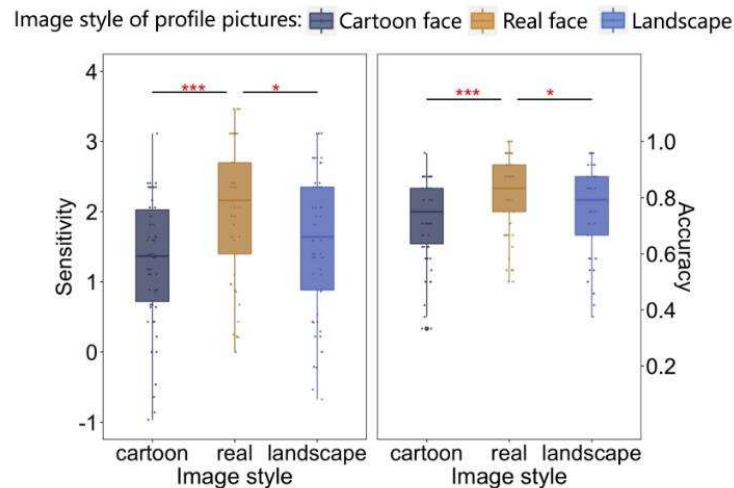 Image style of profile pictures: Cartoon face Real face Landscape
4
3
2
1
0
-1
Sensitivity
*** *
cartoon real landscape
Image style
*** *
1.0
0.8
0.6
0.4
0.2
Accuracy
cartoon real landscape
Image style